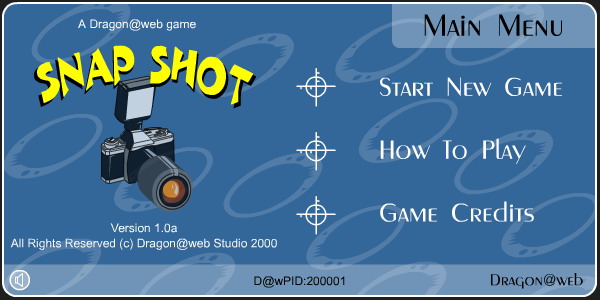 A Dragon@web game
Main Menu
SNAP SHOT
Start New Game
How To Play
Game Credits
Version 1.0a
All Rights Reserved (c) Dragon@web Studio 2000
D@wPID:200001
Dragon@web